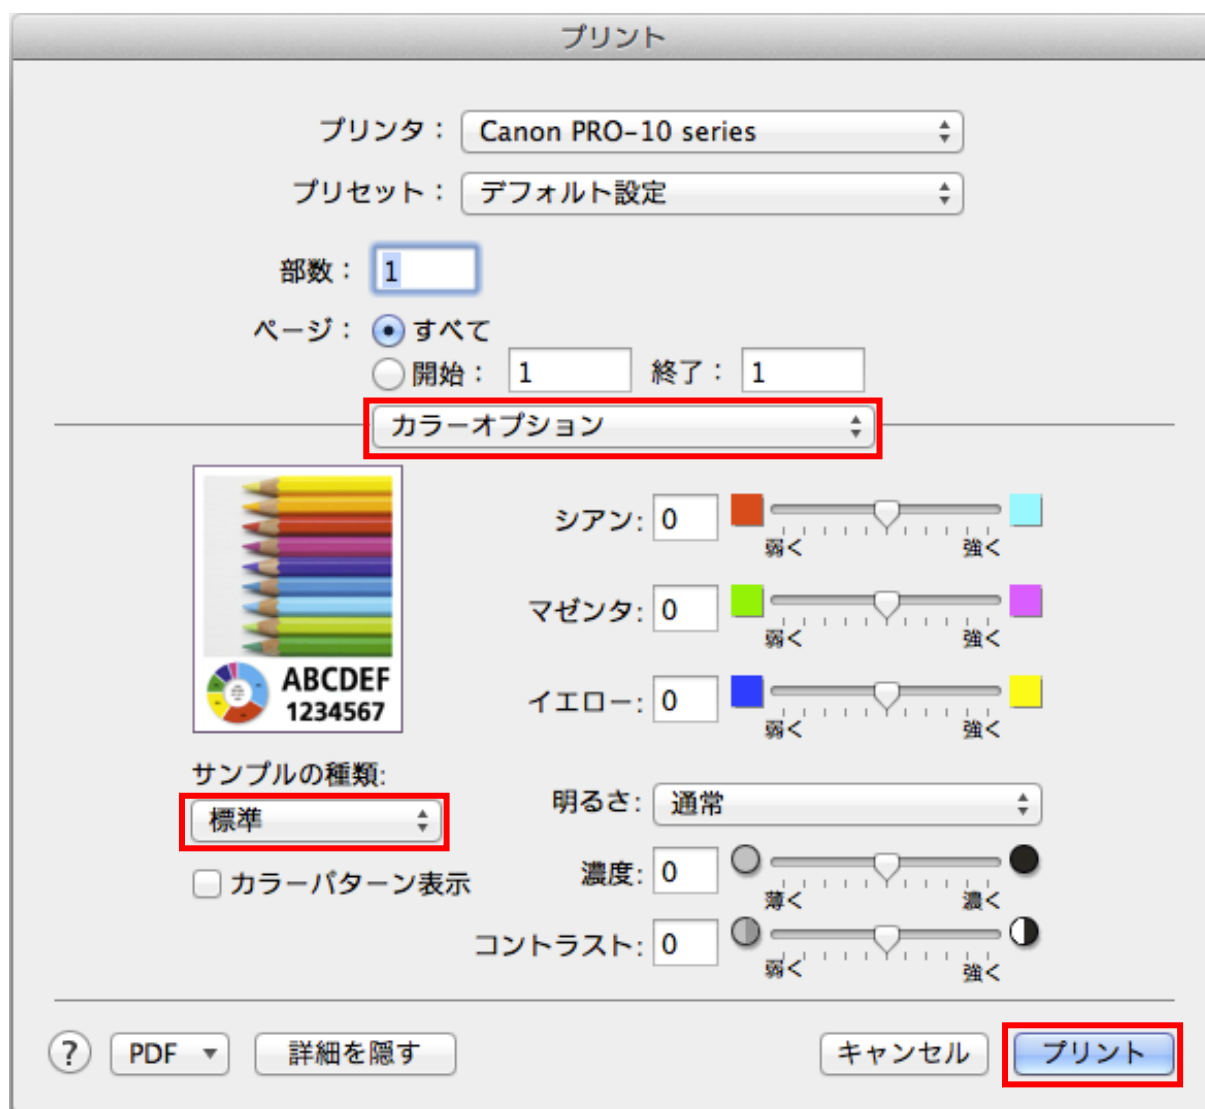 プリント
プリンタ： Canon PRO-10 series
プリセット： デフォルト設定
部数： 1
ページ： すべて
開始： 1 終了： 1
カラーオプション
シアン: 0
弱く 強く
マゼンタ: 0
弱く 強く
イエロー: 0
弱く 強く
ABCDEF
1234567
サンプルの種類:
標準
カラーパターン表示
明るさ: 通常
濃度: 0
薄く 濃く
コントラスト: 0
弱く 強く
? PDF 詳細を隠す キャンセル プリント